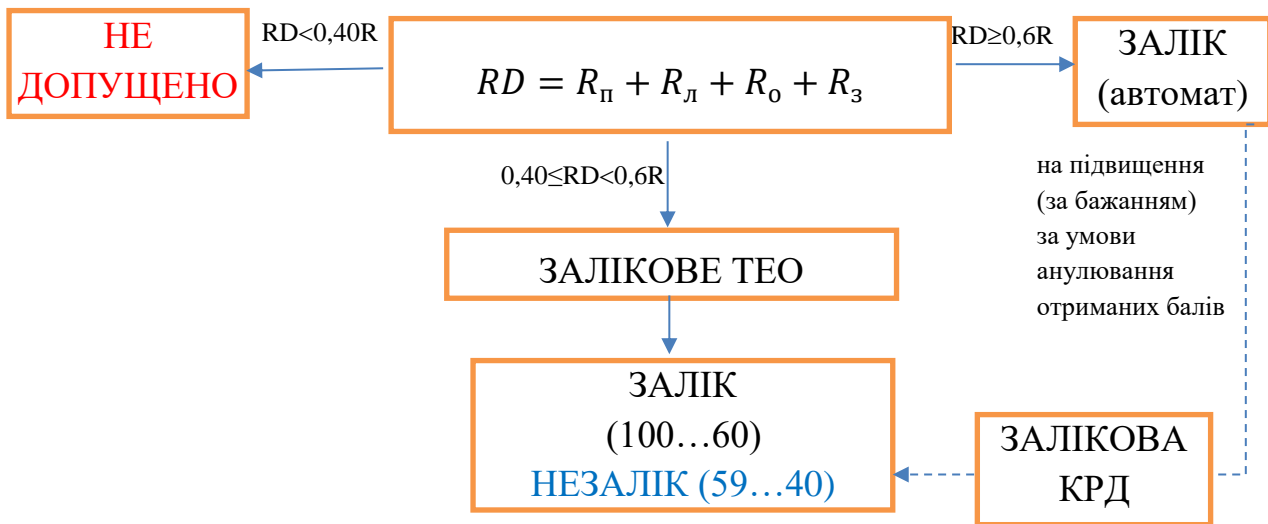 НЕ
ДОПУЩЕНО
RD<0,40R
RD = Rп + Rл + Rо + Rз
RD≥0,6R
ЗАЛІК
(автомат)
0,40≤RD<0,6R
на підвищення
(за бажанням)
за умови
анулювання
отриманих балів
ЗАЛІКОВЕ ТЕО
ЗАЛІК
(100…60)
НЕЗАЛІК (59…40)
ЗАЛІКОВА
КРД